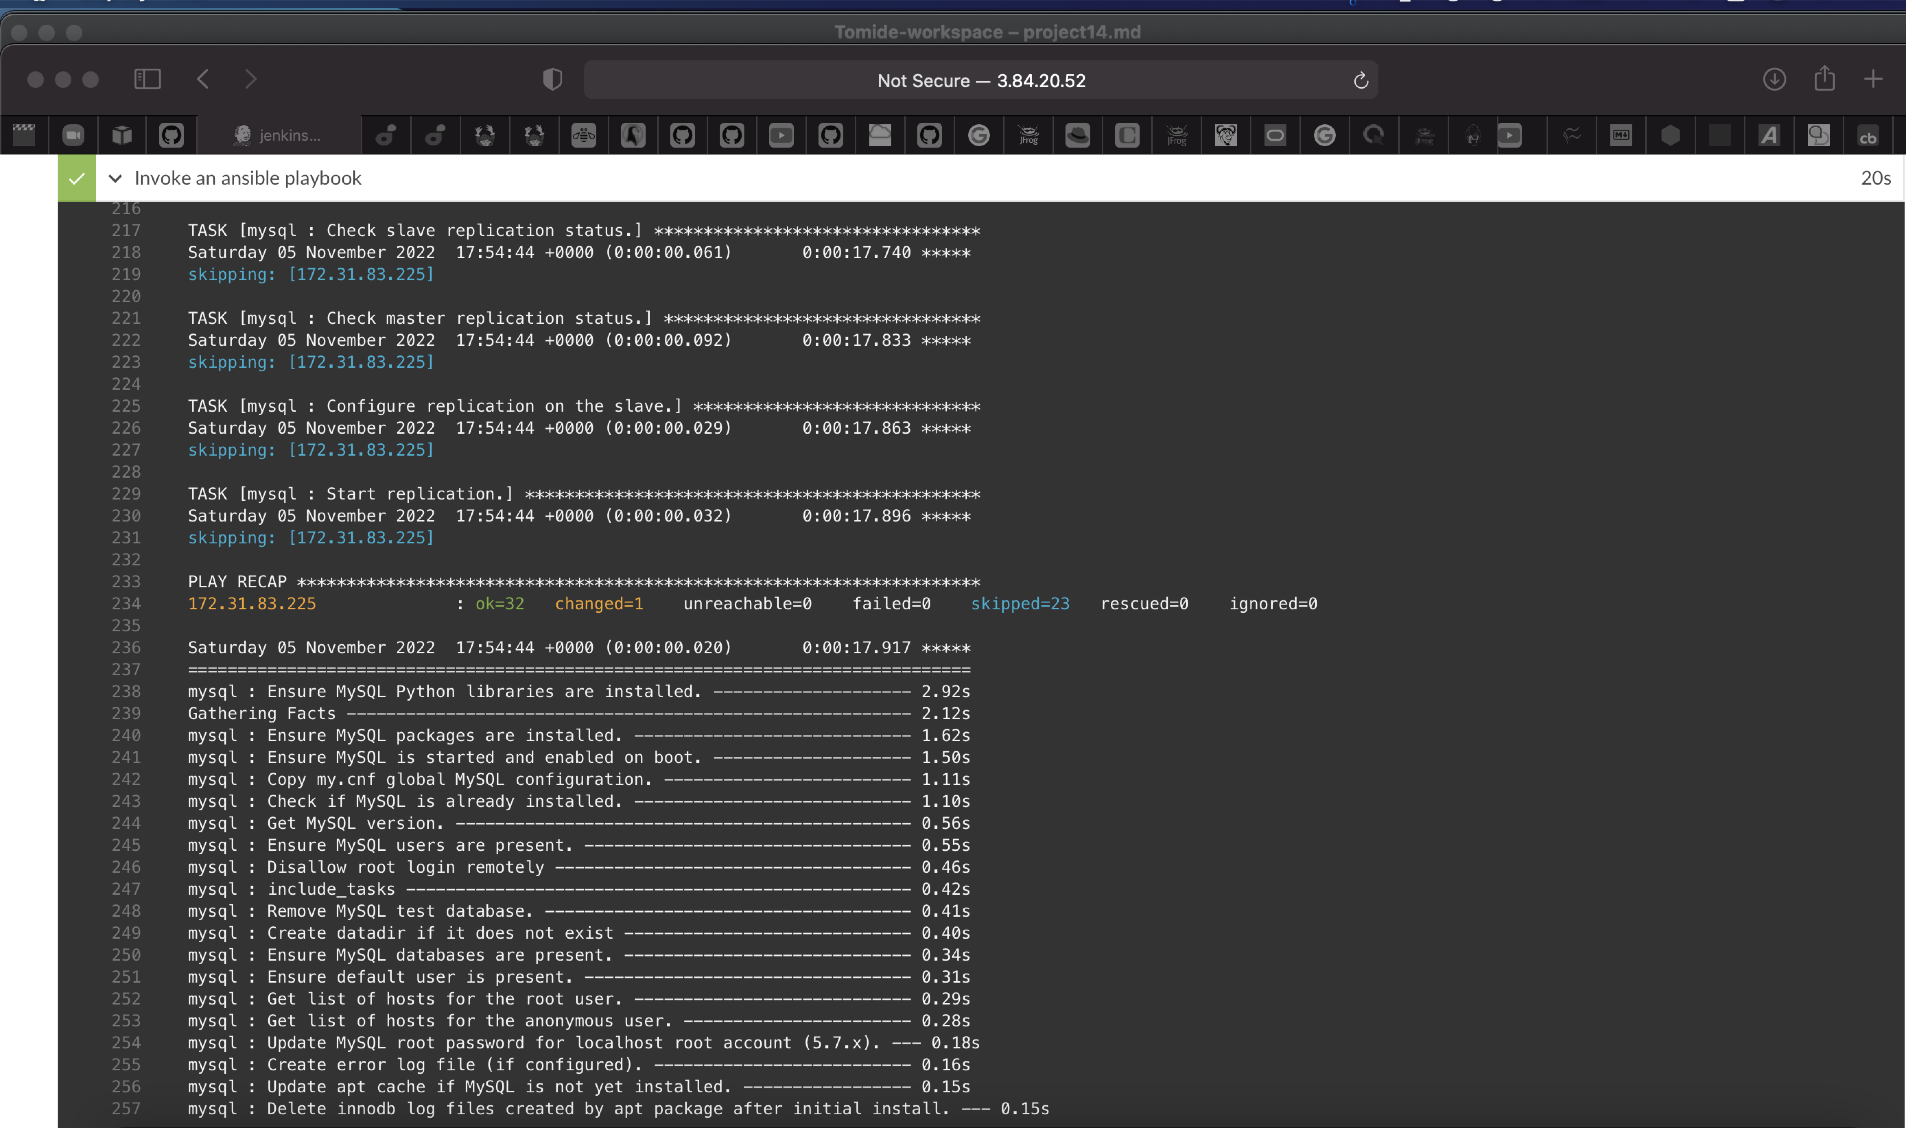 Tomide-workspace – project14.md
Not Secure — 3.84.20.52
jenkins...
Invoke an ansible playbook 20s
216
217 TASK [mysql : Check slave replication status.] *********************************
218 Saturday 05 November 2022  17:54:44 +0000 (0:00:00.061)       0:00:17.740 *****
219 skipping: [172.31.83.225]
220
221 TASK [mysql : Check master replication status.] ********************************
222 Saturday 05 November 2022  17:54:44 +0000 (0:00:00.092)       0:00:17.833 *****
223 skipping: [172.31.83.225]
224
225 TASK [mysql : Configure replication on the slave.] *****************************
226 Saturday 05 November 2022  17:54:44 +0000 (0:00:00.029)       0:00:17.863 *****
227 skipping: [172.31.83.225]
228
229 TASK [mysql : Start replication.] **********************************************
230 Saturday 05 November 2022  17:54:44 +0000 (0:00:00.032)       0:00:17.896 *****
231 skipping: [172.31.83.225]
232
233 PLAY RECAP *********************************************************************
234 172.31.83.225              : ok=32   changed=1    unreachable=0    failed=0    skipped=23   rescued=0    ignored=0
235
236 Saturday 05 November 2022  17:54:44 +0000 (0:00:00.020)       0:00:17.917 *****
237 ===============================================================================
238 mysql : Ensure MySQL Python libraries are installed. -------------------- 2.92s
239 Gathering Facts --------------------------------------------------------- 2.12s
240 mysql : Ensure MySQL packages are installed. ---------------------------- 1.62s
241 mysql : Ensure MySQL is started and enabled on boot. -------------------- 1.50s
242 mysql : Copy my.cnf global MySQL configuration. ------------------------- 1.11s
243 mysql : Check if MySQL is already installed. ---------------------------- 1.10s
244 mysql : Get MySQL version. ---------------------------------------------- 0.56s
245 mysql : Ensure MySQL users are present. --------------------------------- 0.55s
246 mysql : Disallow root login remotely ------------------------------------ 0.46s
247 mysql : include_tasks --------------------------------------------------- 0.42s
248 mysql : Remove MySQL test database. ------------------------------------- 0.41s
249 mysql : Create datadir if it does not exist ----------------------------- 0.40s
250 mysql : Ensure MySQL databases are present. ----------------------------- 0.34s
251 mysql : Ensure default user is present. --------------------------------- 0.31s
252 mysql : Get list of hosts for the root user. ---------------------------- 0.29s
253 mysql : Get list of hosts for the anonymous user. ----------------------- 0.28s
254 mysql : Update MySQL root password for localhost root account (5.7.x). --- 0.18s
255 mysql : Create error log file (if configured). -------------------------- 0.16s
256 mysql : Update apt cache if MySQL is not yet installed. ----------------- 0.15s
257 mysql : Delete innodb log files created by apt package after initial install. --- 0.15s